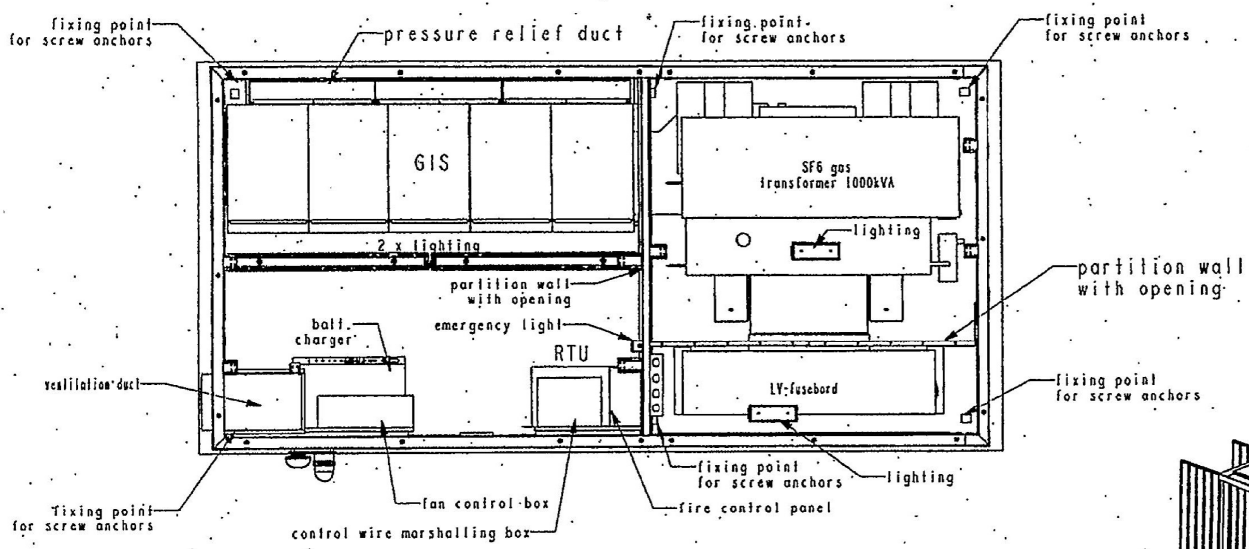 fixing point
for screw anchors
pressure relief duct
fixing point
for screw anchors
fixing point
for screw anchors
GIS
SF6 gas
transformer 1000kVA
lighting
2 x lighting
partition wall
with opening
partition wall
with opening
emergency light
batt.
charger
RTU
ventilation duct
LV-fusebord
fixing point
for screw anchors
fixing point
for screw anchors
lighting
fan control box
fire control panel
fixing point
for screw anchors
control wire marshalling box